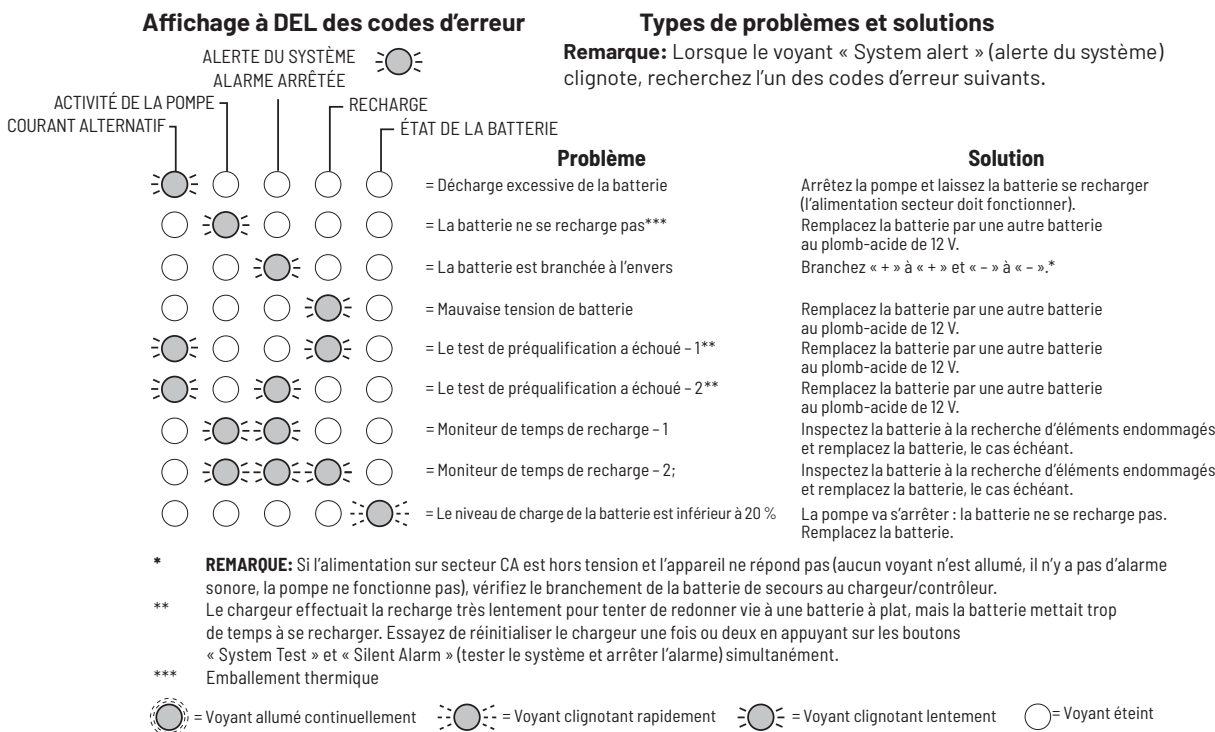 Affichage à DEL des codes d'erreur
ALERTE DU SYSTÈME
ALARME ARRÊTÉE
ACTIVITÉ DE LA POMPE
RECHARGE
COURANT ALTERNATIF
ÉTAT DE LA BATTERIE
Types de problèmes et solutions
Remarque: Lorsque le voyant « System alert » (alerte du système)
clignote, recherchez l'un des codes d'erreur suivants.
Problème
Solution
= Décharge excessive de la batterie
Arrêtez la pompe et laissez la batterie se recharger
(l'alimentation secteur doit fonctionner).
= La batterie ne se recharge pas***
Remplacez la batterie par une autre batterie
au plomb-acide de 12 V.
= La batterie est branchée à l'envers
Branchez « + » à « + » et « – » à « – ».*
= Mauvaise tension de batterie
Remplacez la batterie par une autre batterie
au plomb-acide de 12 V.
= Le test de préqualification a échoué – 1**
Remplacez la batterie par une autre batterie
au plomb-acide de 12 V.
= Le test de préqualification a échoué – 2**
Remplacez la batterie par une autre batterie
au plomb-acide de 12 V.
= Moniteur de temps de recharge – 1
Inspectez la batterie à la recherche d'éléments endommagés
et remplacez la batterie, le cas échéant.
= Moniteur de temps de recharge – 2;
Inspectez la batterie à la recherche d'éléments endommagés
et remplacez la batterie, le cas échéant.
= Le niveau de charge de la batterie est inférieur à 20 %
La pompe va s'arrêter : la batterie ne se recharge pas.
Remplacez la batterie.
* REMARQUE: Si l'alimentation sur secteur CA est hors tension et l'appareil ne répond pas (aucun voyant n'est allumé, il n'y a pas d'alarme
sonore, la pompe ne fonctionne pas), vérifiez le branchement de la batterie de secours au chargeur/contrôleur.
** Le chargeur effectuait la recharge très lentement pour tenter de redonner vie à une batterie à plat, mais la batterie mettait trop
de temps à se recharger. Essayez de réinitialiser le chargeur une fois ou deux en appuyant sur les boutons
« System Test » et « Silent Alarm » (tester le système et arrêter l'alarme) simultanément.
*** Emballement thermique
= Voyant allumé continuellement
= Voyant clignotant rapidement
= Voyant clignotant lentement
= Voyant éteint